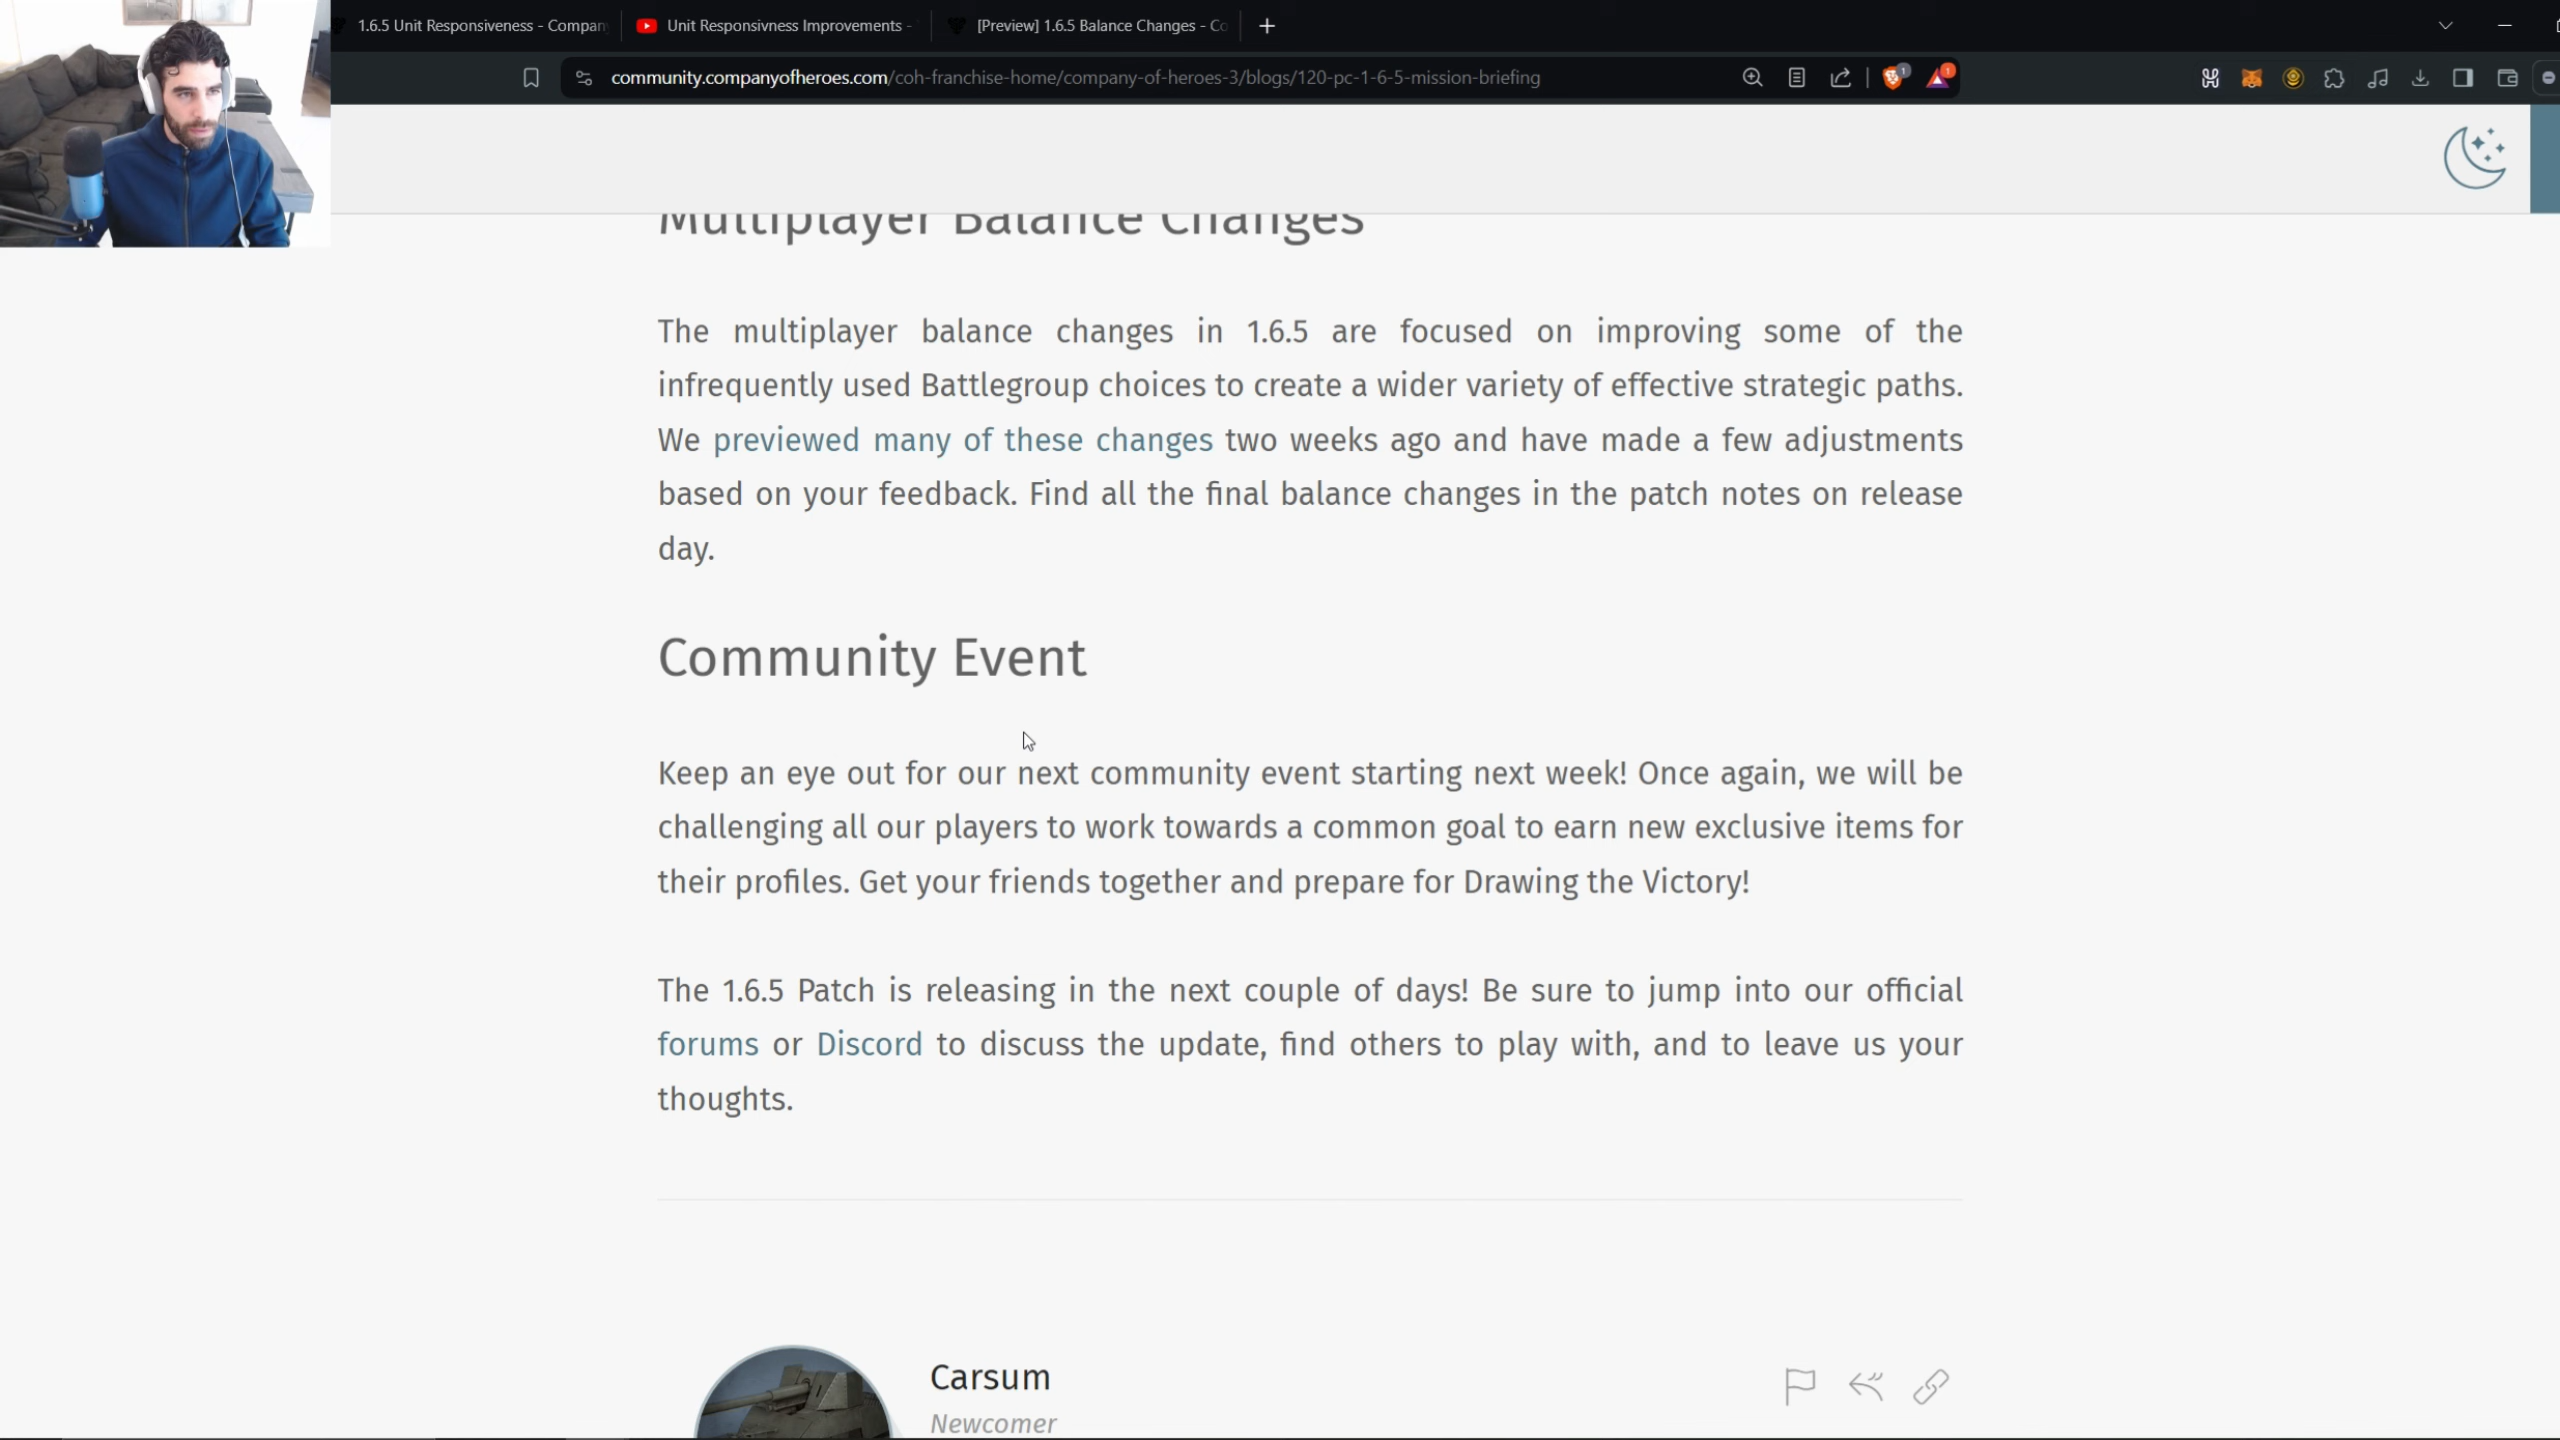 1.6.5 Unit Responsiveness - Compan
Unit Responsivness Improvements -
[Preview] 1.6.5 Balance Changes - Co
community.companyofheroes.com/coh-franchise-home/company-of-heroes-3/blogs/120-pc-1-6-5-mission-briefing
1
1
Multiplayer Balance Changes
The multiplayer balance changes in 1.6.5 are focused on improving some of the
infrequently used Battlegroup choices to create a wider variety of effective strategic paths.
We previewed many of these changes two weeks ago and have made a few adjustments
based on your feedback. Find all the final balance changes in the patch notes on release
day.
Community Event
Keep an eye out for our next community event starting next week! Once again, we will be
challenging all our players to work towards a common goal to earn new exclusive items for
their profiles. Get your friends together and prepare for Drawing the Victory!
The 1.6.5 Patch is releasing in the next couple of days! Be sure to jump into our official
forums or Discord to discuss the update, find others to play with, and to leave us your
thoughts.
Carsum
Newcomer